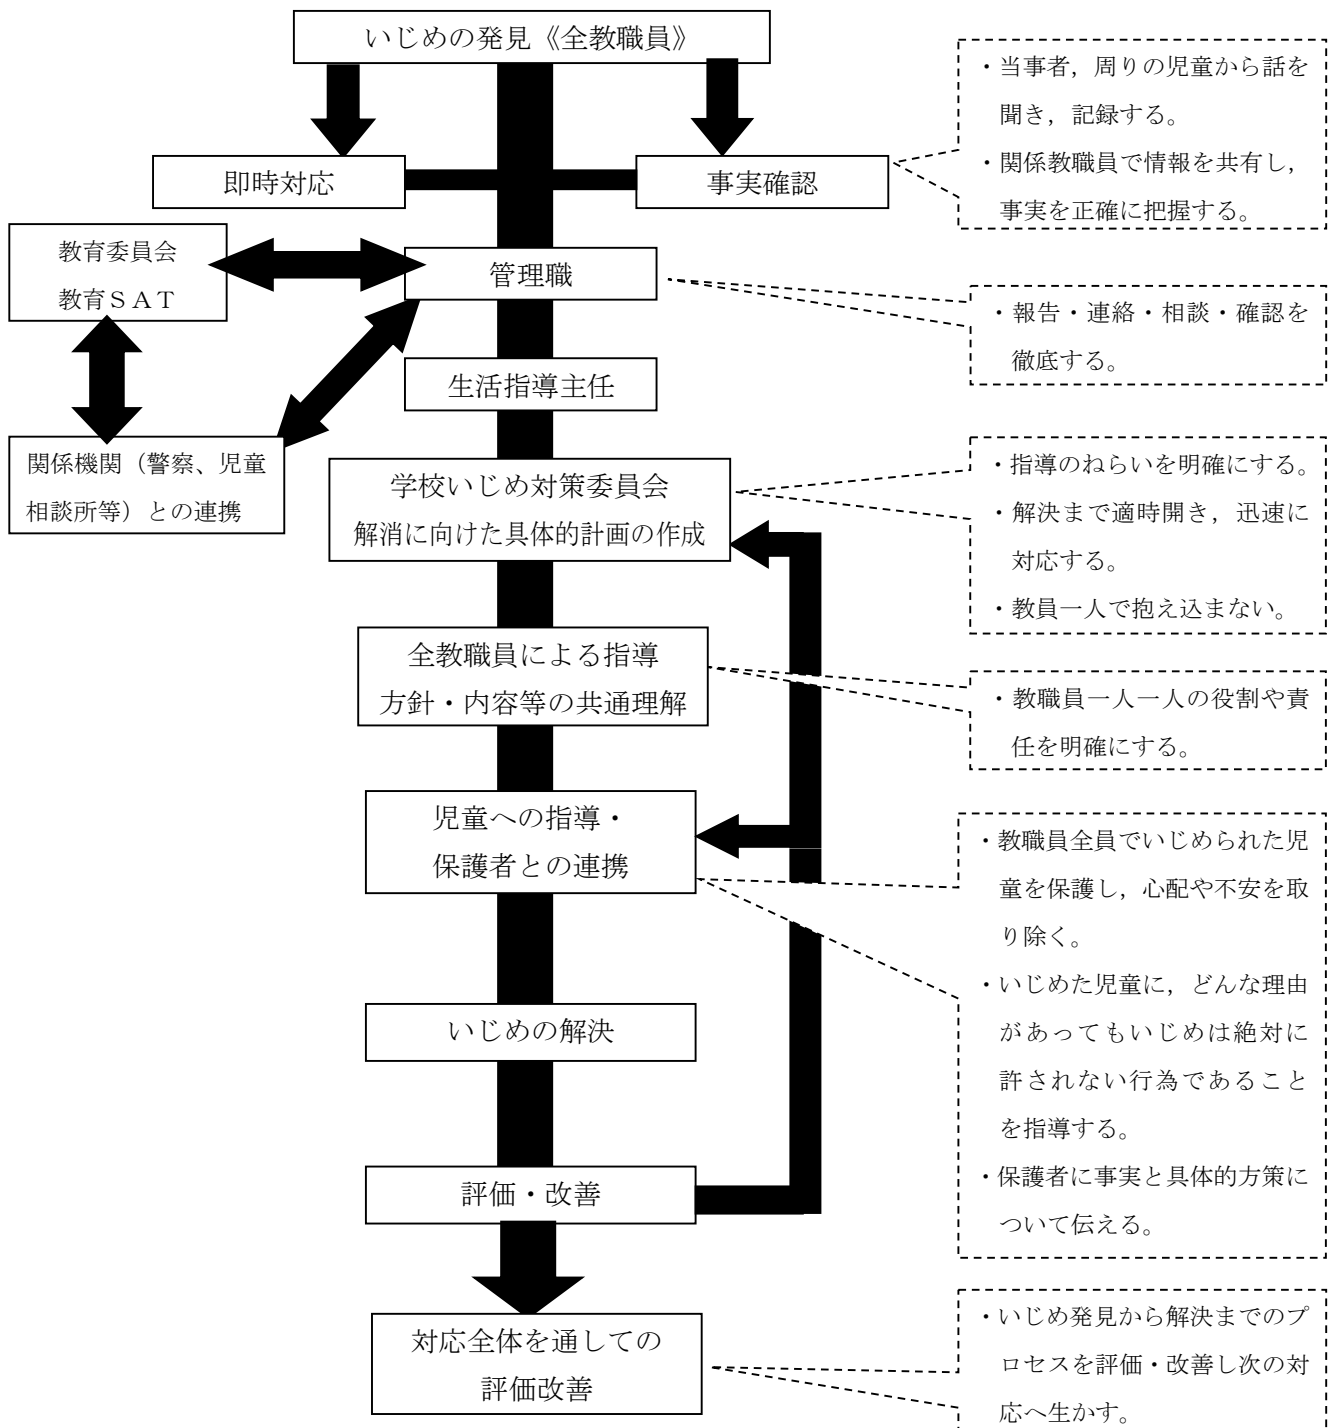 いじめの発見《全教職員》
・当事者，周りの児童から話を
聞き，記録する。
・関係教職員で情報を共有し，
事実を正確に把握する。
即時対応
事実確認
教育委員会
教育ＳＡＴ
管理職
・報告・連絡・相談・確認を
徹底する。
生活指導主任
関係機関（警察、児童
相談所等）との連携
学校いじめ対策委員会
解消に向けた具体的計画の作成
・指導のねらいを明確にする。
・解決まで適時開き，迅速に
対応する。
・教員一人で抱え込まない。
全教職員による指導
方針・内容等の共通理解
・教職員一人一人の役割や責
任を明確にする。
児童への指導・
保護者との連携
・教職員全員でいじめられた児
童を保護し，心配や不安を取
り除く。
・いじめた児童に，どんな理由
があってもいじめは絶対に
許されない行為であること
を指導する。
・保護者に事実と具体的方策に
ついて伝える。
いじめの解決
評価・改善
対応全体を通しての
評価改善
・いじめ発見から解決までのプ
ロセスを評価・改善し次の対
応へ生かす。